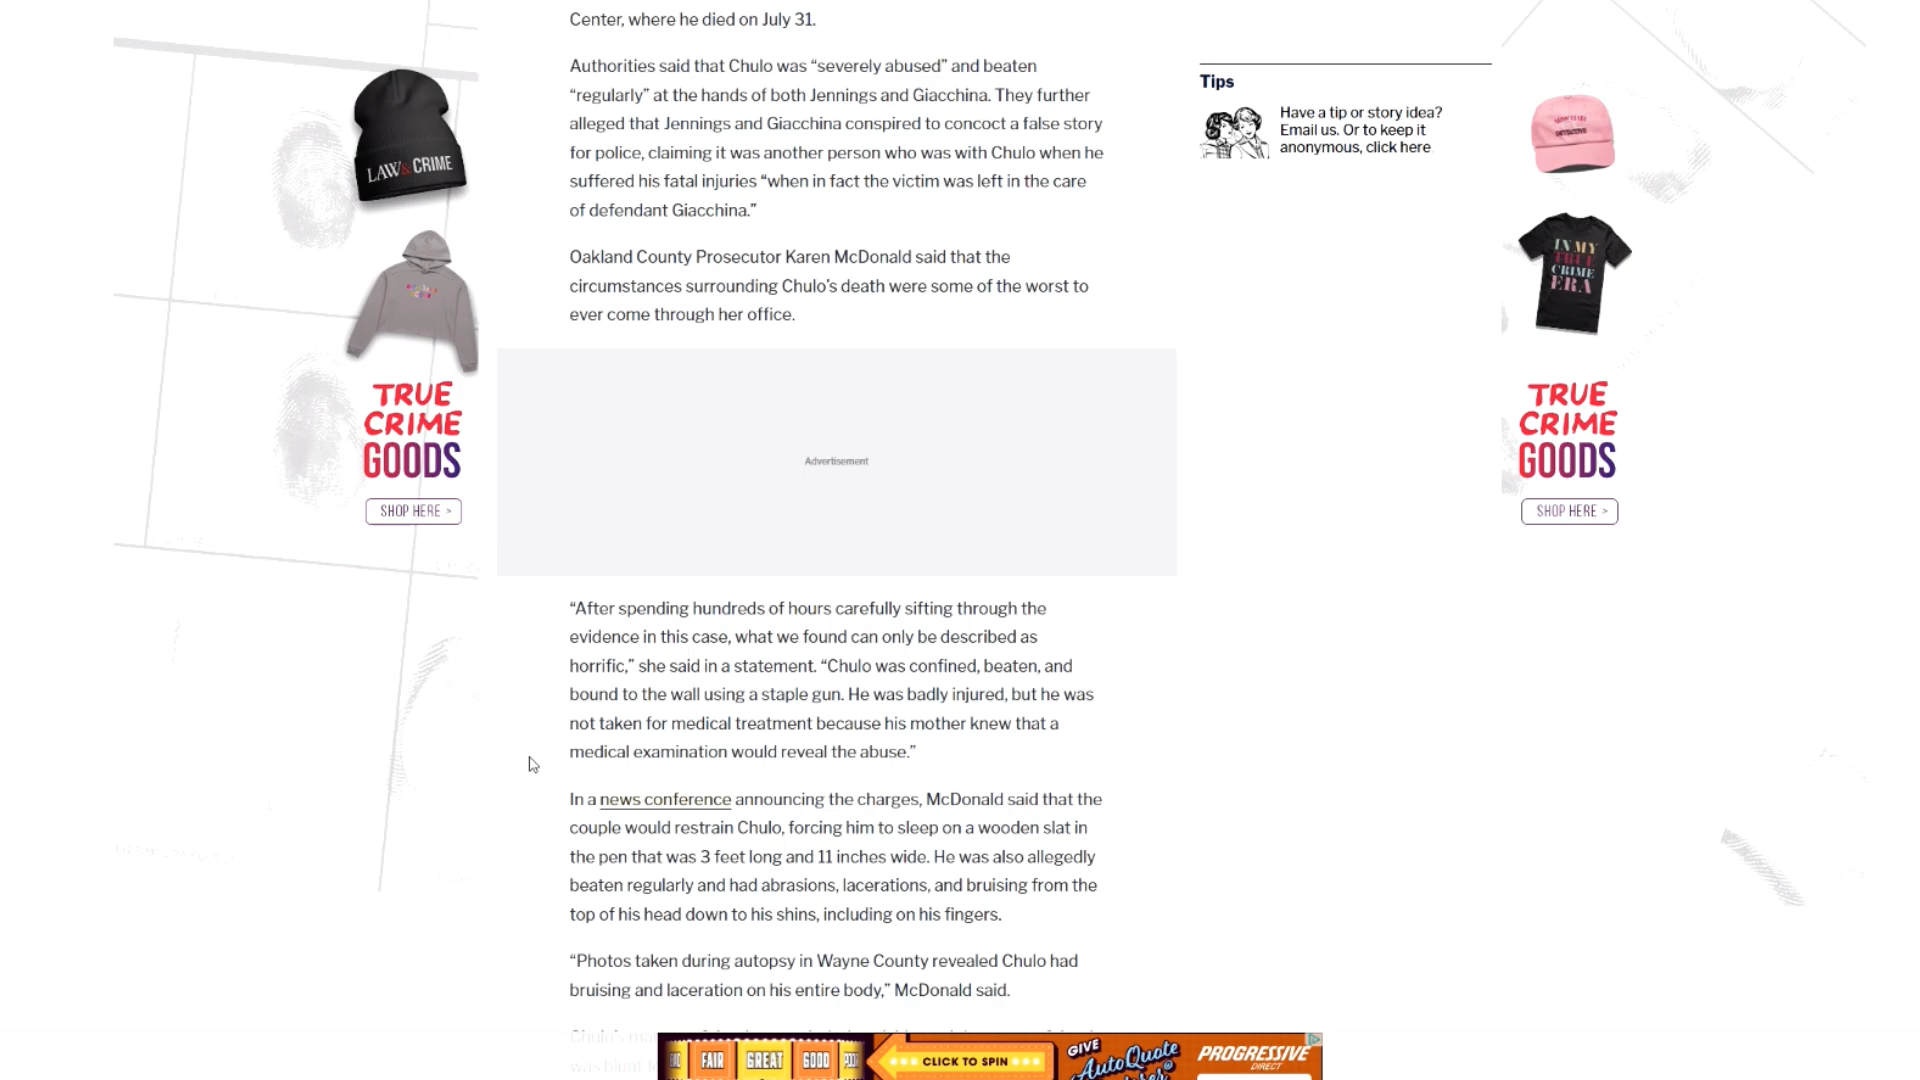 Center, where he died on July 31.
Authorities said that Chulo was “severely abused” and beaten
“regularly” at the hands of both Jennings and Giacchina. They further
alleged that Jennings and Giacchina conspired to concoct a false story
for police, claiming it was another person who was with Chulo when he
suffered his fatal injuries “when in fact the victim was left in the care
of defendant Giacchina.”
Oakland County Prosecutor Karen McDonald said that the
circumstances surrounding Chulo’s death were some of the worst to
ever come through her office.
Advertisement
“After spending hundreds of hours carefully sifting through the
evidence in this case, what we found can only be described as
horrific,” she said in a statement. “Chulo was confined, beaten, and
bound to the wall using a staple gun. He was badly injured, but he was
not taken for medical treatment because his mother knew that a
medical examination would reveal the abuse.”
In a news conference announcing the charges, McDonald said that the
couple would restrain Chulo, forcing him to sleep on a wooden slat in
the pen that was 3 feet long and 11 inches wide. He was also allegedly
beaten regularly and had abrasions, lacerations, and bruising from the
top of his head down to his shins, including on his fingers.
“Photos taken during autopsy in Wayne County revealed Chulo had
bruising and laceration on his entire body,” McDonald said.
was blunt
Tips
Have a tip or story idea?
Email us. Or to keep it
anonymous, click here
LAW& CRIME
TRUE
CRIME
GOODS
SHOP HERE >
DETECTIVE
IN MY
TRUE
CRIME
ERA
TRUE
CRIME
GOODS
SHOP HERE >
FAIR
GREAT
GOOD
POOR
CLICK TO SPIN
GIVE
AutoQuote
PROGRESSIVE
DIRECT